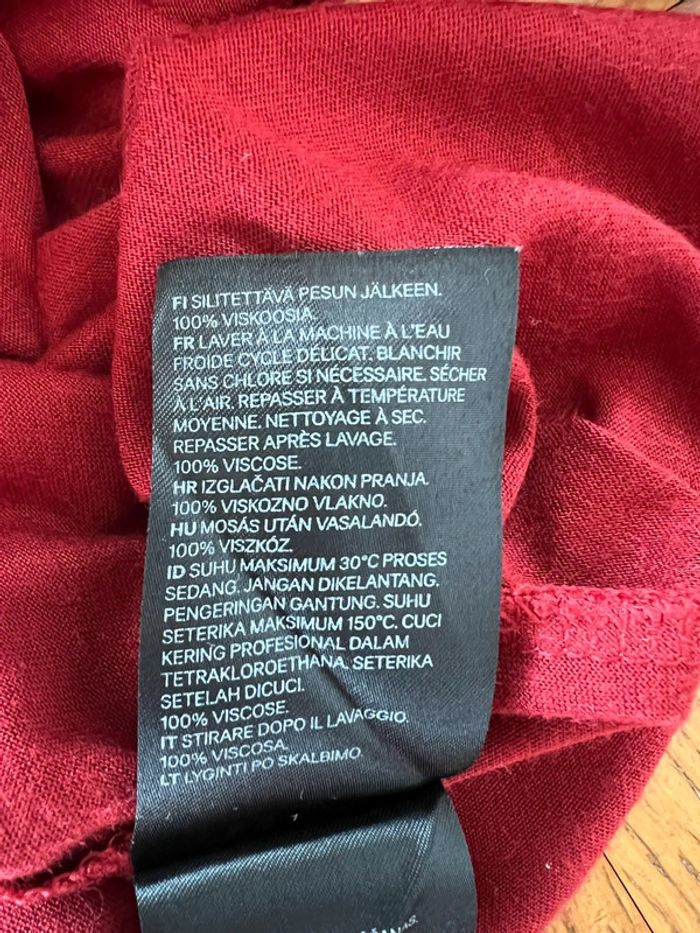 FI SILITETTÄVÄ PESUN JÄLKEEN.
100% VISKOOSIA.
FR LAVER À LA MACHINE À L'EAU
FROIDE CYCLE DÉLICAT. BLANCHIR
SANS CHLORE SI NÉCESSAIRE. SÉCHER
À L'AIR. REPASSER À TEMPÉRATURE
MOYENNE. NETTOYAGE À SEC.
REPASSER APRÈS LAVAGE.
100% VISCOSE.
HR IZGLAČATI NAKON PRANJA.
100% VISKOZNO VLAKNO.
HU MOSÁS UTÁN VASALANDÓ.
100% VISZKÓZ.
ID SUHU MAKSIMUM 30°C PROSES
SEDANG. JANGAN DIKELANTANG.
PENGERINGAN GANTUNG. SUHU
SETERIKA MAKSIMUM 150°C. CUCI
KERING PROFESIONAL DALAM
TETRAKLOROETHANA. SETERIKA
SETELAH DICUCI.
100% VISCOSE.
IT STIRARE DOPO IL LAVAGGIO.
100% VISCOSA.
LT LYGINTI PO SKALBIMO.